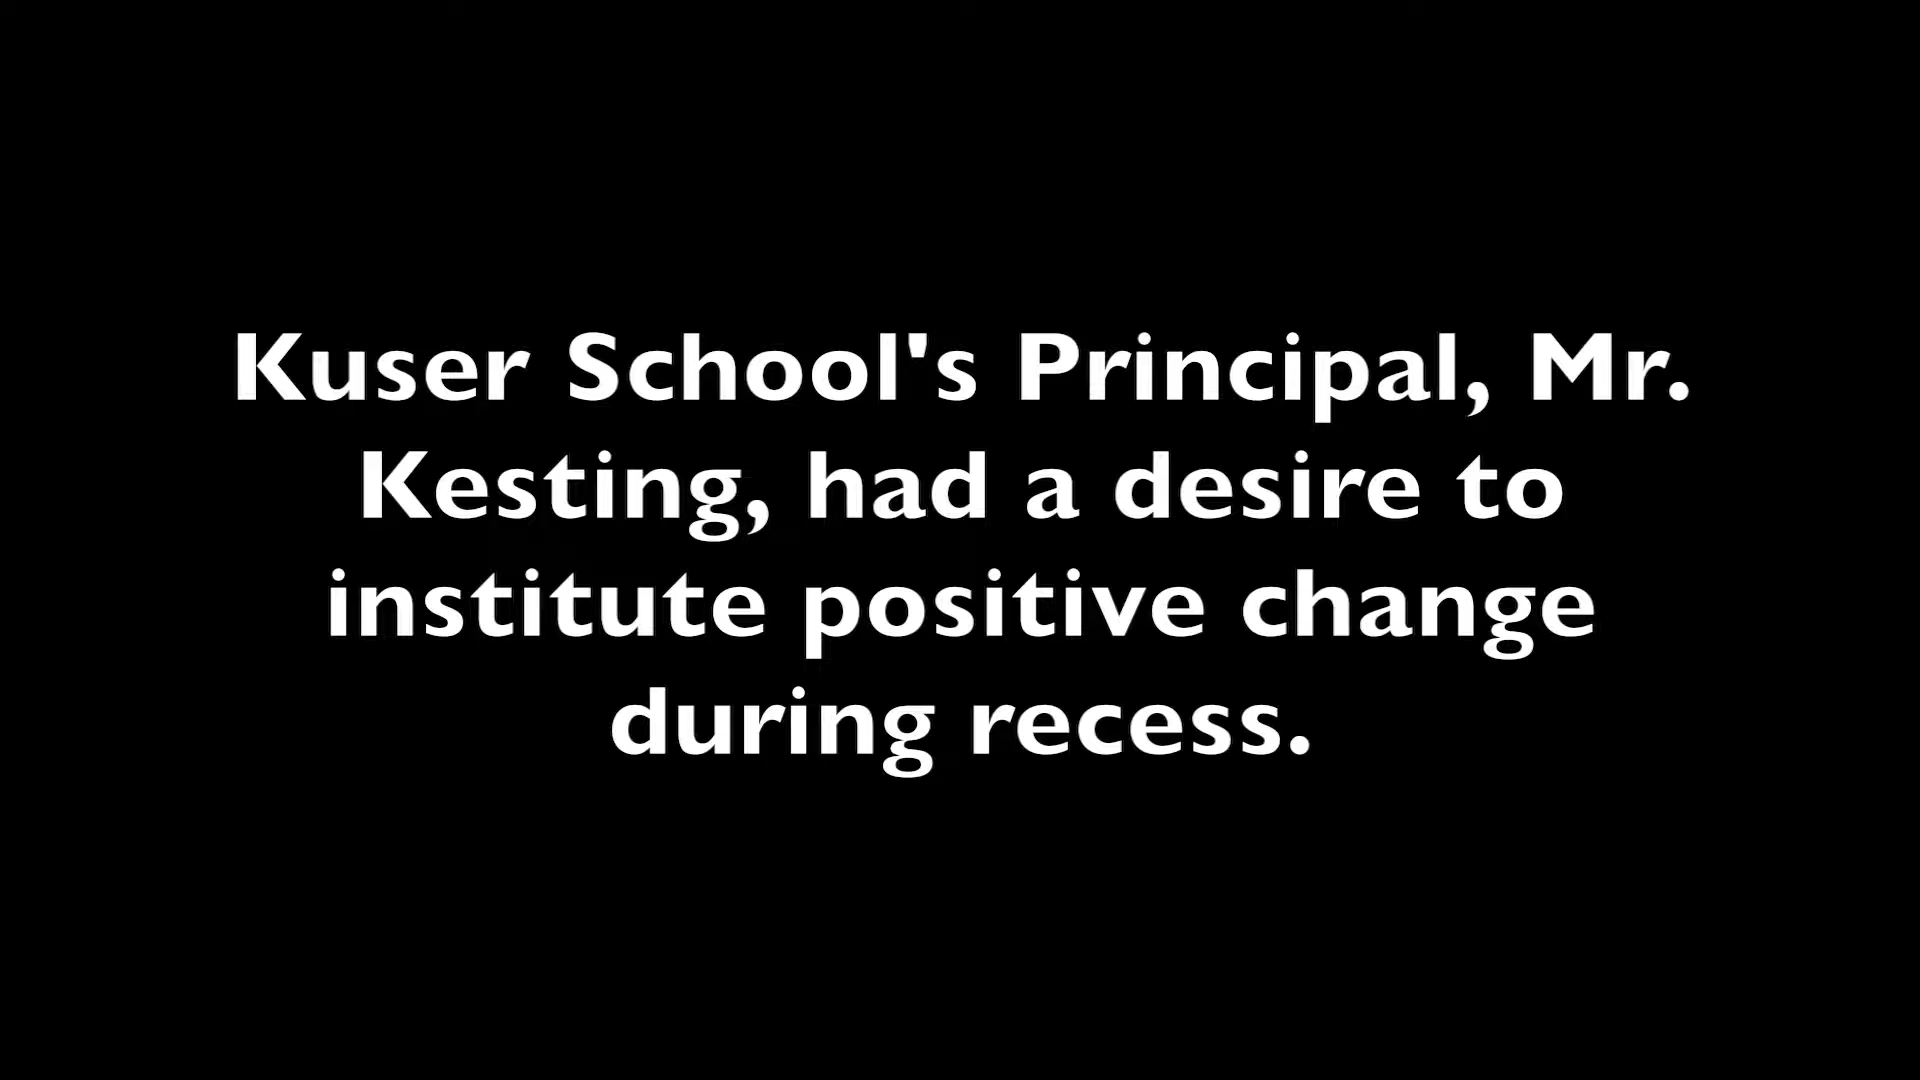 Kuser School's Principal, Mr.
Kesting, had a desire to
institute positive change
during recess.